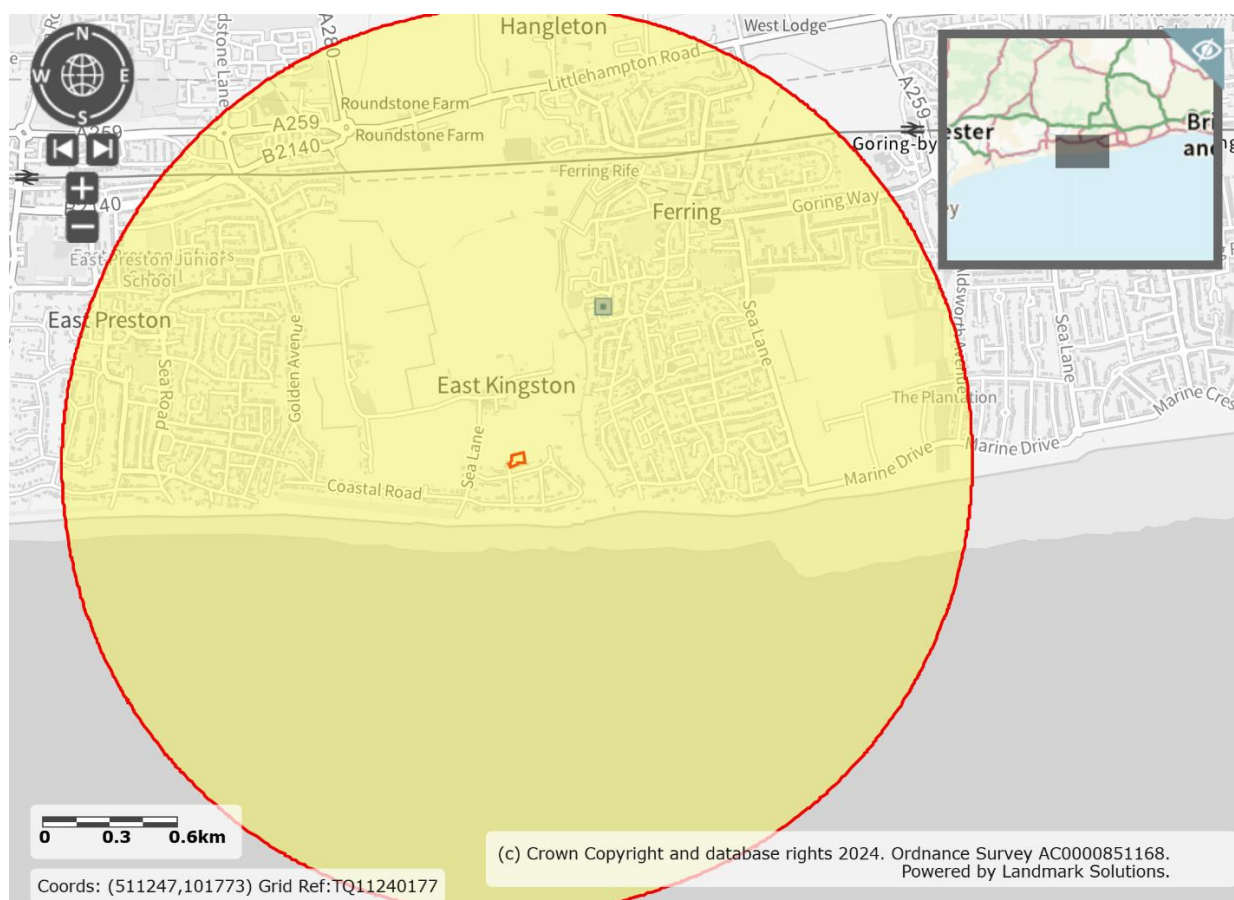 Hangleton
West Lodge
N
W
E
S
A280
Littlehampton Road
Roundstone Farm
A259
Roundstone Farm
B2140
A259
A259
Goring-by
ester
Bri
and
B2140
Ferring Rife
Ferring
Goring Way
East Preston Juniors
School
East Preston
Sea Road
Golden Avenue
Sea Lane
East Kingston
The Plantation
Sea Lane
Marine Drive
Marine Drive
Coastal Road
Sea Lane
0 0.3 0.6km
(c) Crown Copyright and database rights 2024. Ordnance Survey AC0000851168.
Powered by Landmark Solutions.
Coords: (511247,101773) Grid Ref:TQ11240177